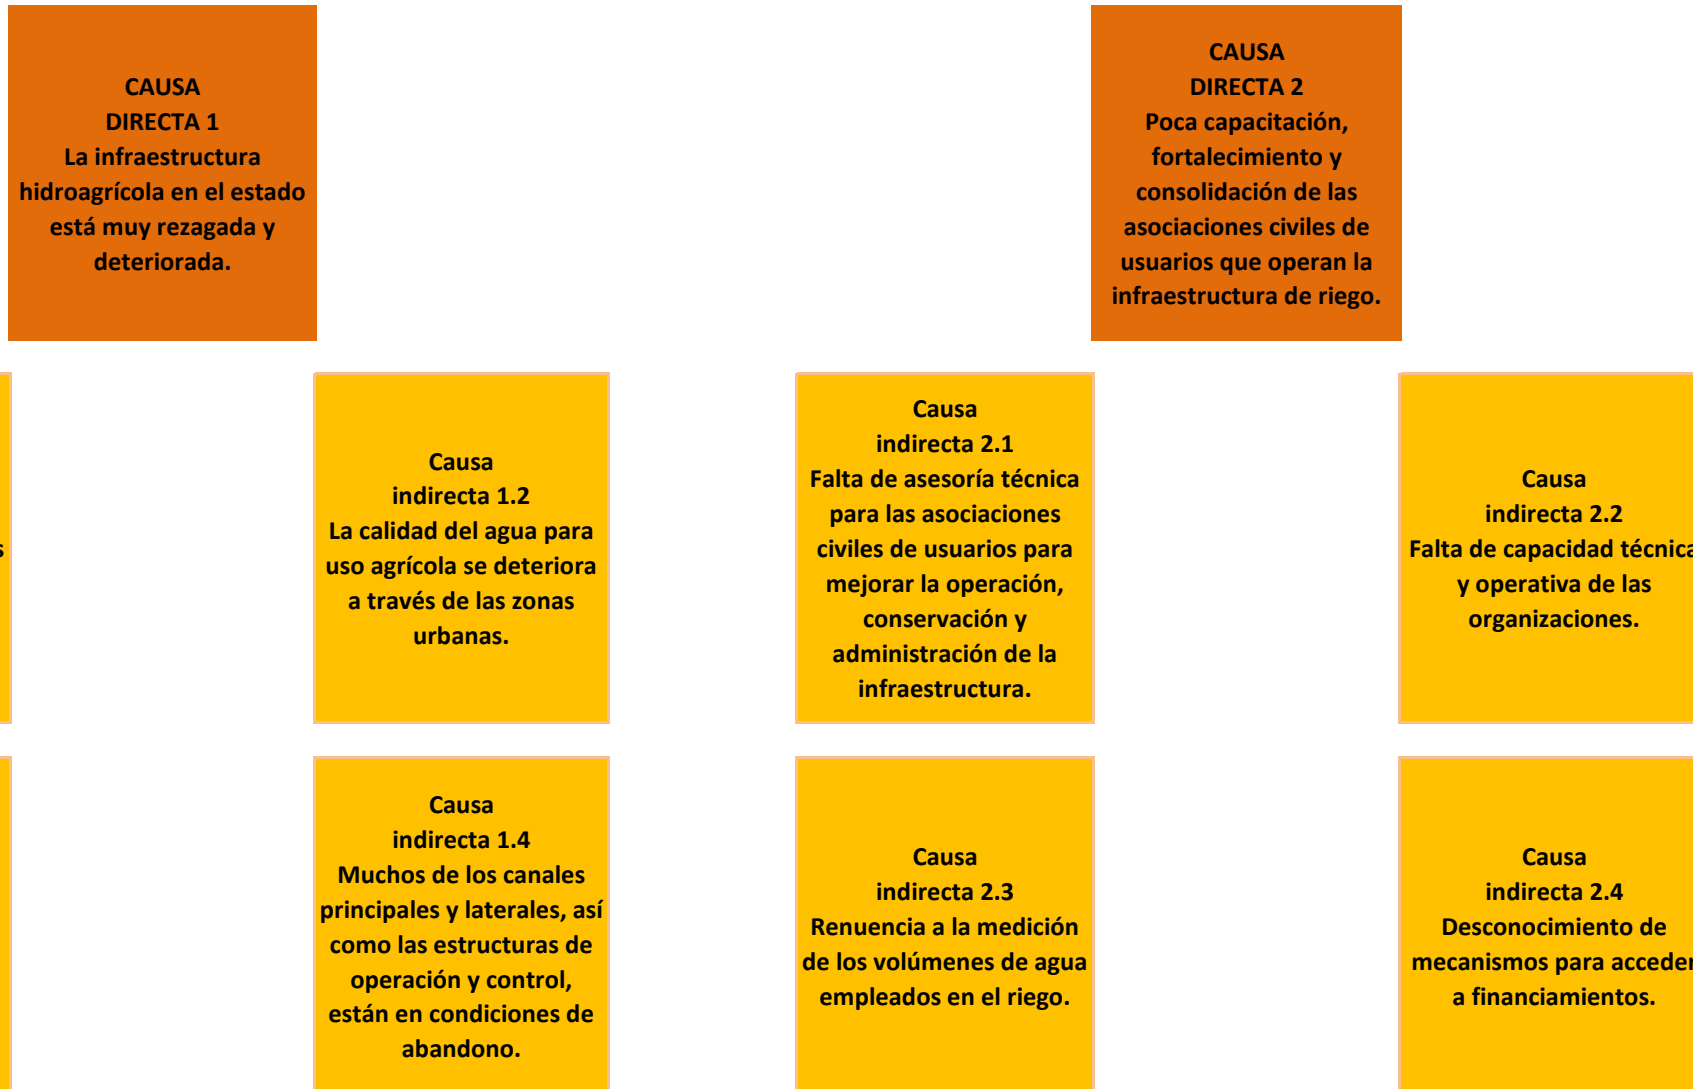 CAUSA
DIRECTA 1
La infraestructura
hidroagrícola en el estado
está muy rezagada y
deteriorada.
CAUSA
DIRECTA 2
Poca capacitación,
fortalecimiento y
consolidación de las
asociaciones civiles de
usuarios que operan la
infraestructura de riego.
Causa
indirecta 1.2
La calidad del agua para
uso agrícola se deteriora
a través de las zonas
urbanas.
Causa
indirecta 2.1
Falta de asesoría técnica
para las asociaciones
civiles de usuarios para
mejorar la operación,
conservación y
administración de la
infraestructura.
Causa
indirecta 2.2
Falta de capacidad técnica
y operativa de las
organizaciones.
Causa
indirecta 1.4
Muchos de los canales
principales y laterales, así
como las estructuras de
operación y control,
están en condiciones de
abandono.
Causa
indirecta 2.3
Renuencia a la medición
de los volúmenes de agua
empleados en el riego.
Causa
indirecta 2.4
Desconocimiento de
mecanismos para acceder
a financiamientos.